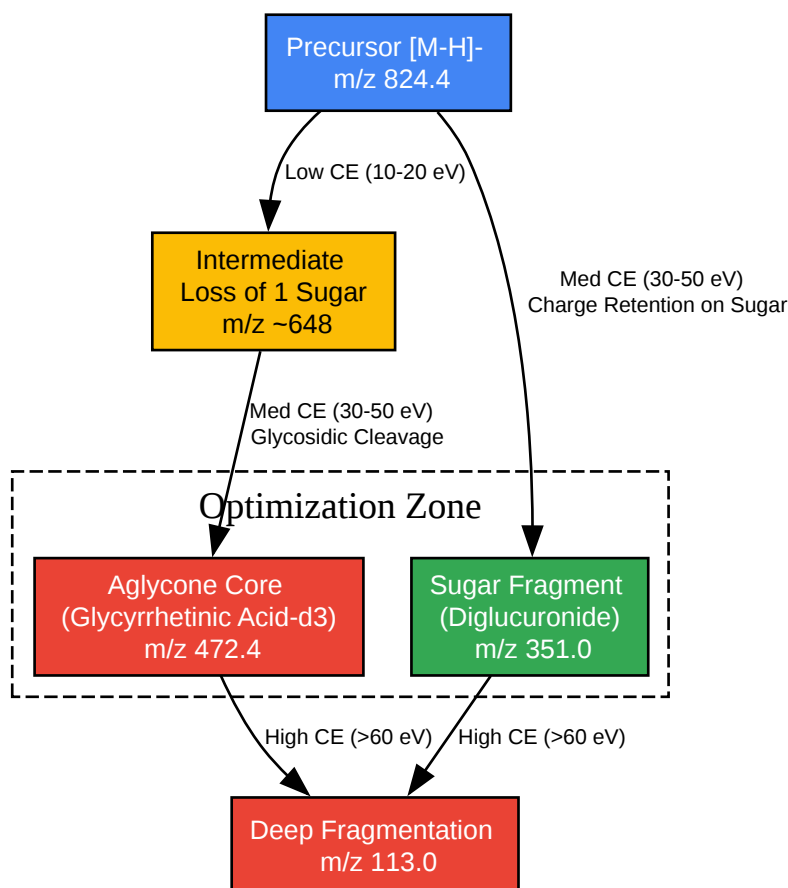 Precursor [M-H]-
m/z 824.4
Low CE (10-20 eV)
Intermediate
Loss of 1 Sugar
m/z ~648
Med CE (30-50 eV)
Charge Retention on Sugar
Med CE (30-50 eV)
Glycosidic Cleavage
Optimization Zone
Aglycone Core
(Glycyrrhetinic Acid-d3)
m/z 472.4
Sugar Fragment
(Diglucuronide)
m/z 351.0
High CE (>60 eV)
High CE (>60 eV)
Deep Fragmentation
m/z 113.0